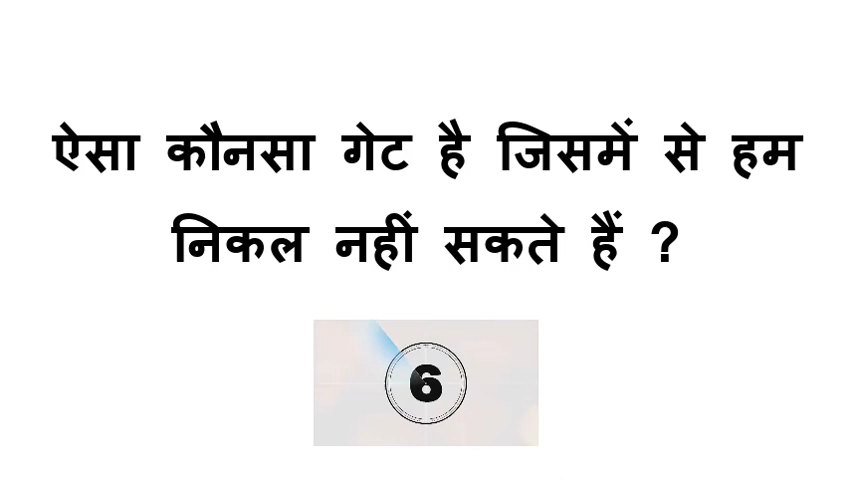 ऐसा कौनसा गेट है जिसमें से हम
निकल नहीं सकते हैं ?
6